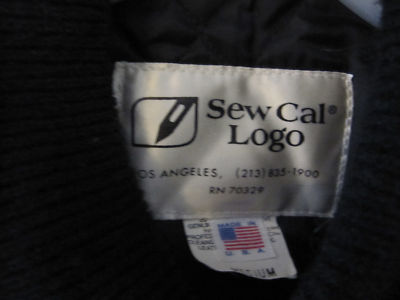 Sew Cal®
Logo
OS ANGELES, (213) 835-1900
RN 70329
MADE IN
U.S.A.